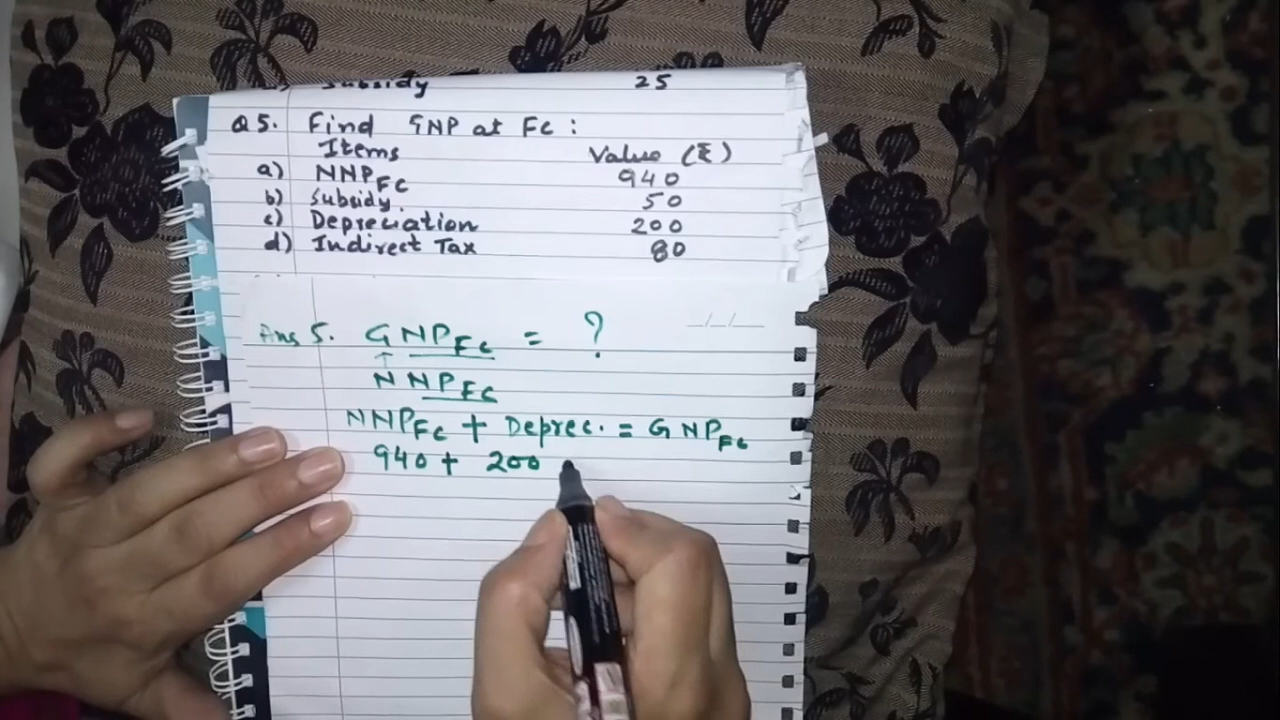 Subsidy 25
Q5. Find GNP at FC :
Items Value (₹)
a) NNPFC 940
b) Subsidy 50
c) Depreciation 200
d) Indirect Tax 80
Ans 5. GNPFC = ?
NNPFC
NNPFC + Deprec. = GNPFC
940 + 200